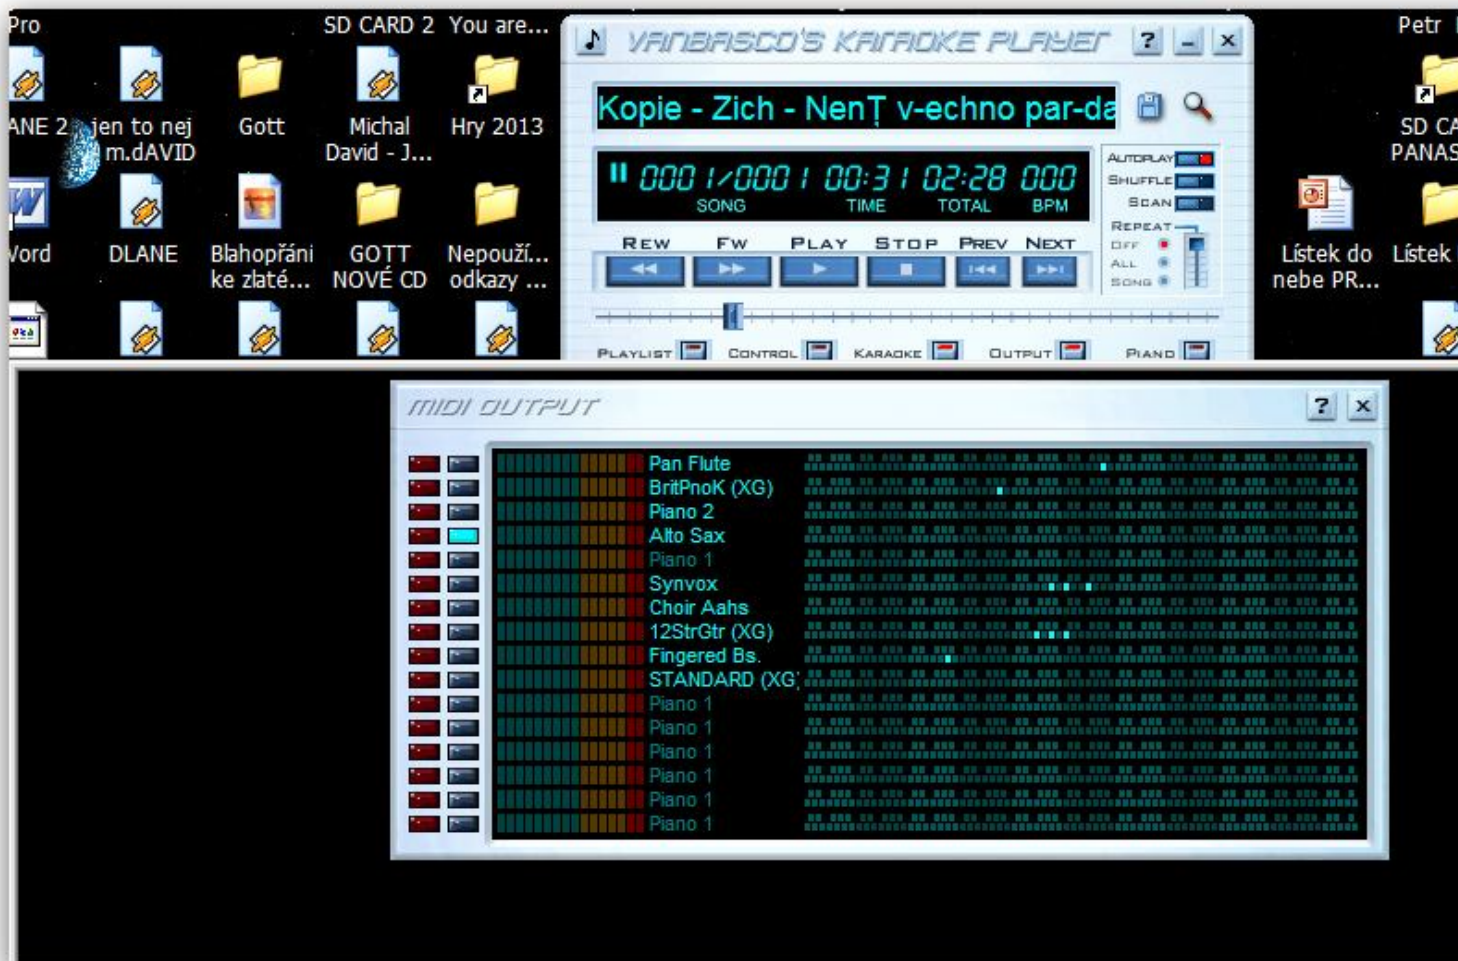 Pro
SD CARD 2
You are...
Petr
ANE 2
jen to nej
m.dAVID
Gott
Michal
David - J...
Hry 2013
SD CA
PANAS
Word
DLANE
Blahopřání
ke zlaté...
GOTT
NOVÉ CD
Nepouží...
odkazy ...
Lístek do
nebe PR...
Lístek
VANBASCO'S KARAOKE PLAYER
?
Kopie - Zich - NenŢ v-echno par-da
0001/0001 00:31 02:28 000
SONG TIME TOTAL BPM
AUTOPLAY
SHUFFLE
SCAN
REPEAT
OFF
ALL
SONG
REW FW PLAY STOP PREV NEXT
PLAYLIST CONTROL KARAOKE OUTPUT PIANO
MIDI OUTPUT
?
Pan Flute
BritPnoK (XG)
Piano 2
Alto Sax
Piano 1
Synvox
Choir Aahs
12StrGtr (XG)
Fingered Bs.
STANDARD (XG)
Piano 1
Piano 1
Piano 1
Piano 1
Piano 1
Piano 1